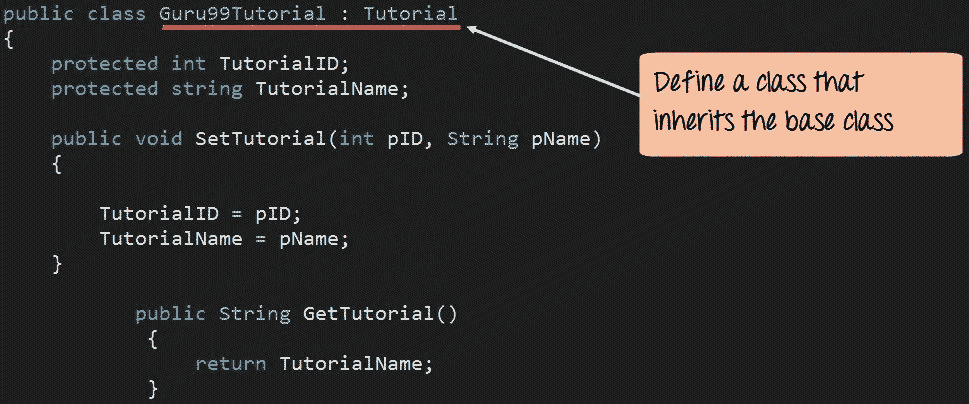 public class Guru99Tutorial : Tutorial
{
    protected int TutorialID;
    protected string TutorialName;
    public void SetTutorial(int pID, String pName)
    {
        TutorialID = pID;
        TutorialName = pName;
    }
            public String GetTutorial()
            {
                return TutorialName;
            }
Define a class that
inherits the base class